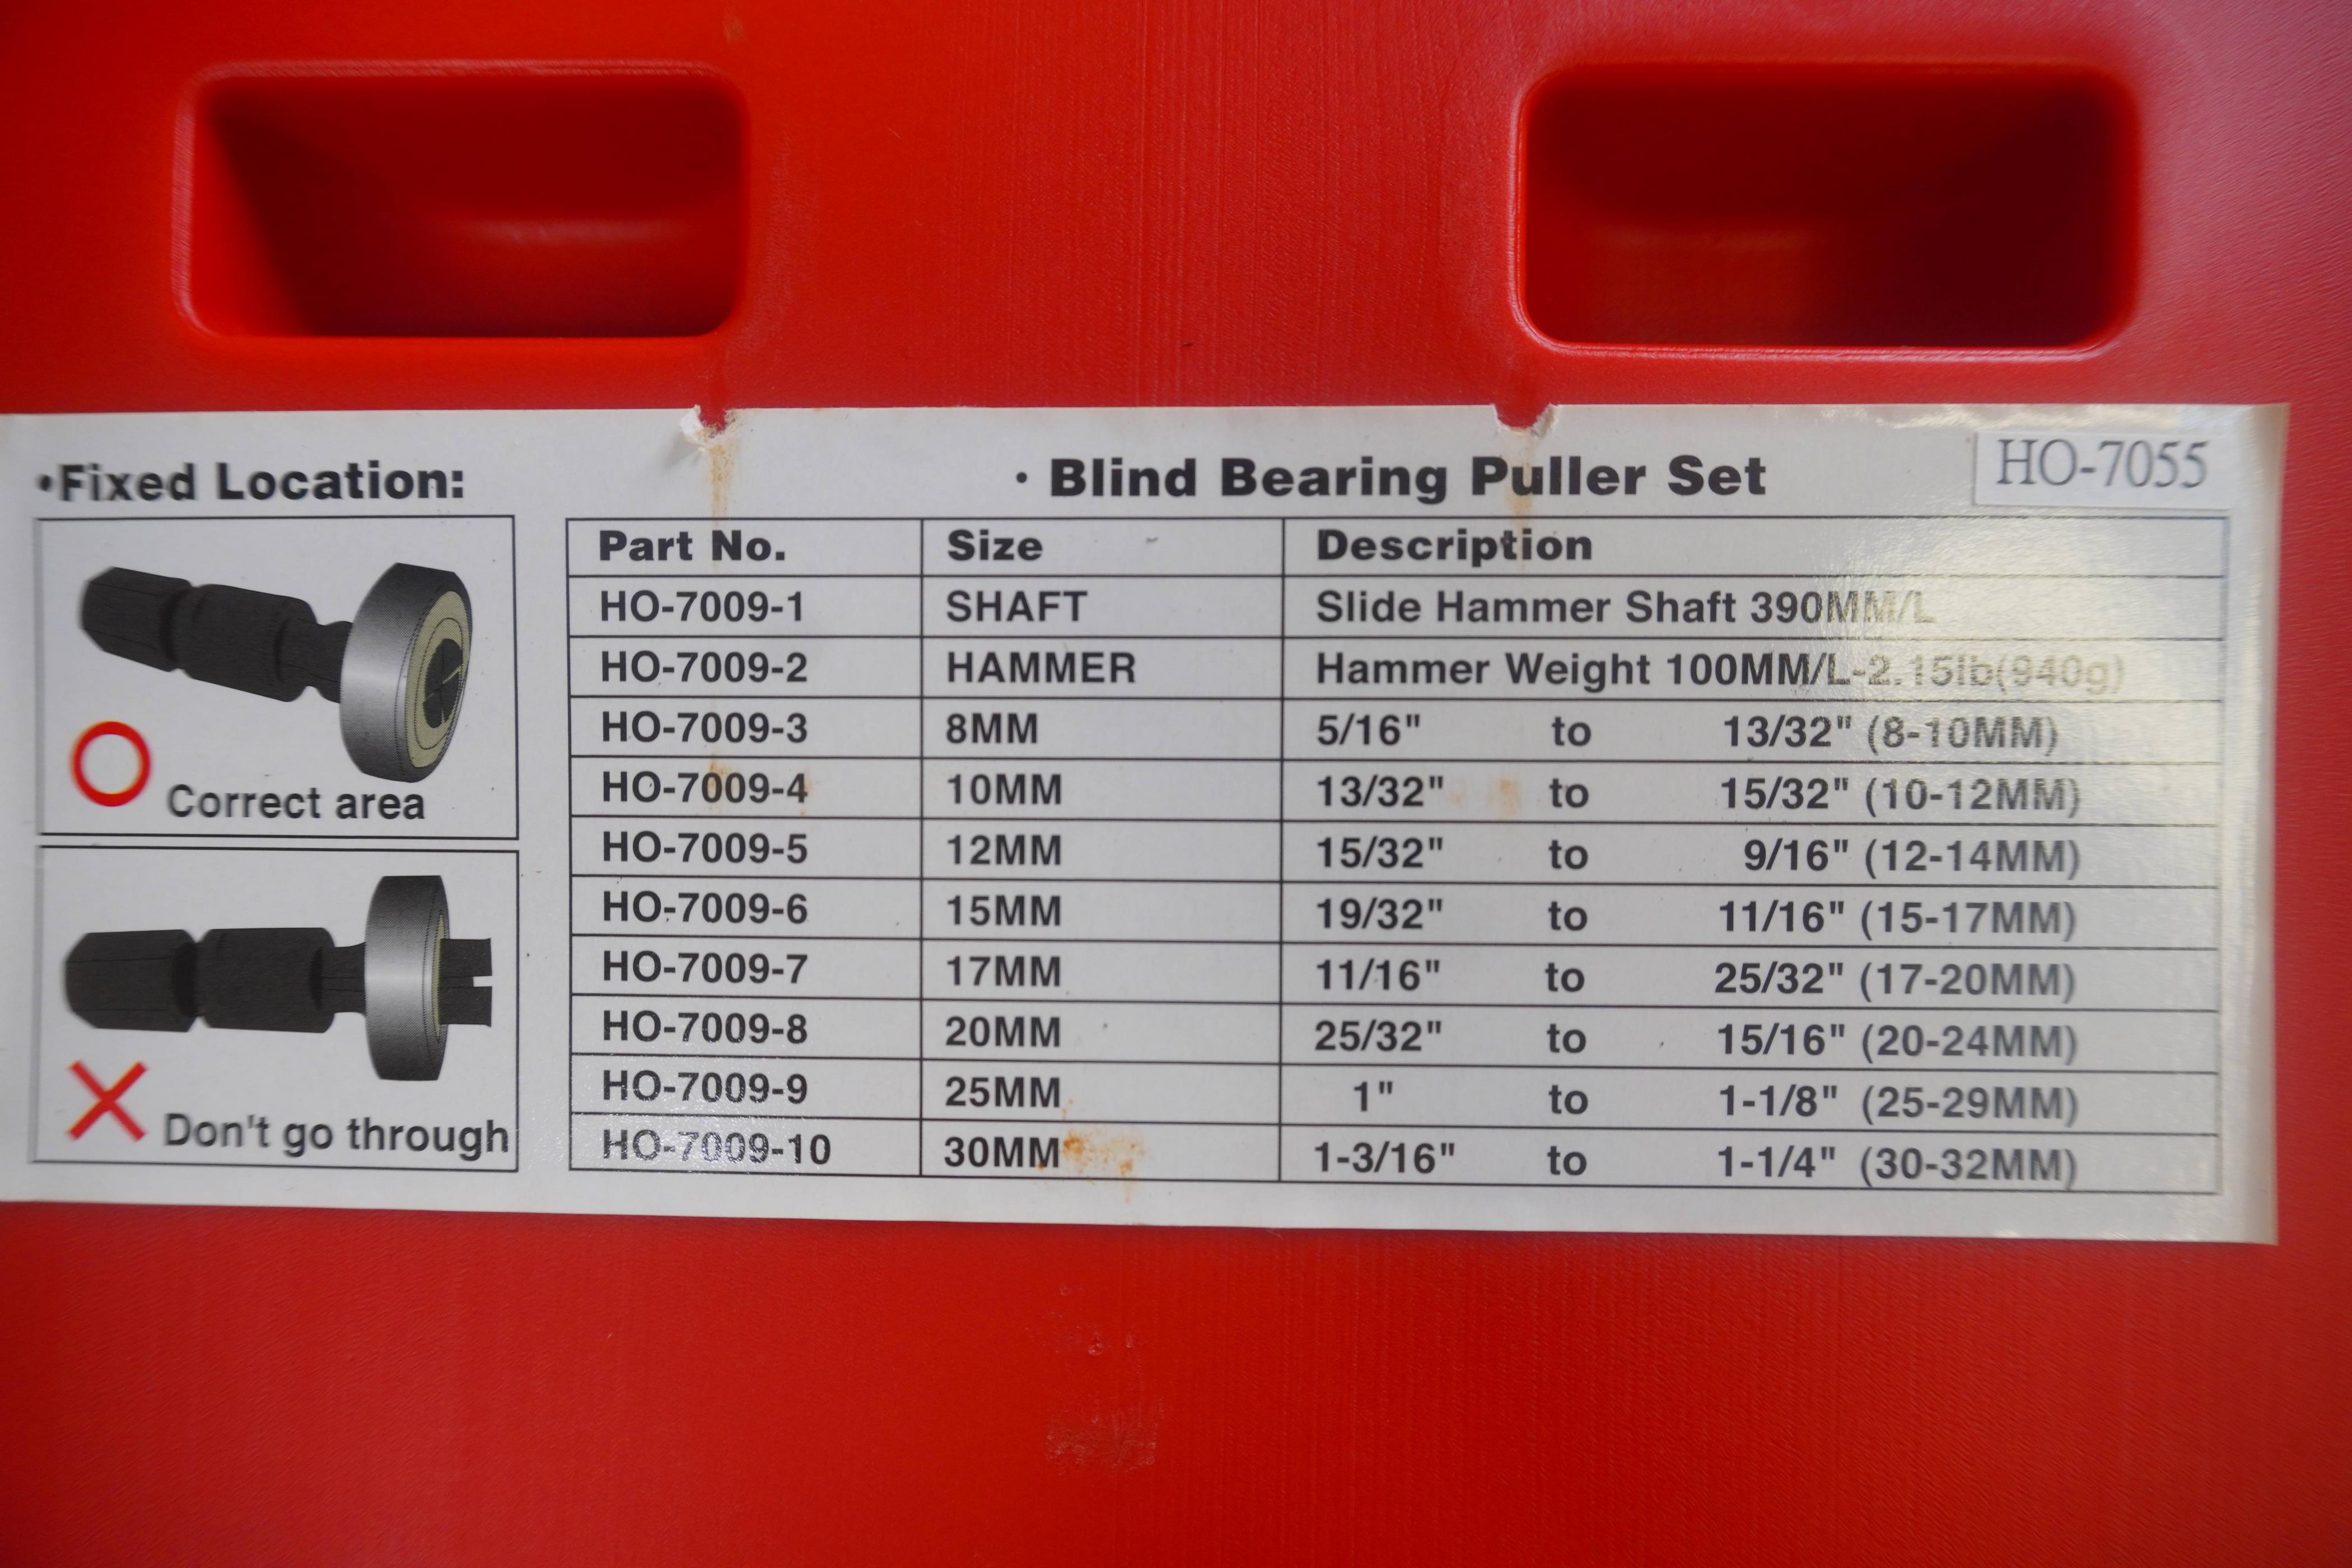 •Fixed Location:
Correct area
Don't go through
• Blind Bearing Puller Set
HO-7055
Part No. Size Description
HO-7009-1 SHAFT Slide Hammer Shaft 390MM/L
HO-7009-2 HAMMER Hammer Weight 100MM/L-2.15lb(940g)
HO-7009-3 8MM 5/16" to 13/32" (8-10MM)
HO-7009-4 10MM 13/32" to 15/32" (10-12MM)
HO-7009-5 12MM 15/32" to 9/16" (12-14MM)
HO-7009-6 15MM 19/32" to 11/16" (15-17MM)
HO-7009-7 17MM 11/16" to 25/32" (17-20MM)
HO-7009-8 20MM 25/32" to 15/16" (20-24MM)
HO-7009-9 25MM 1" to 1-1/8" (25-29MM)
HO-7009-10 30MM 1-3/16" to 1-1/4" (30-32MM)